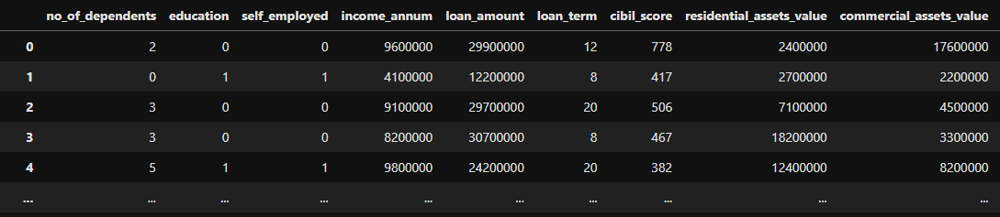 no_of_dependents education self_employed income_annum loan_amount loan_term cibil_score residential_assets_value commercial_assets_value
0 2 0 0 9600000 29900000 12 778 2400000 17600000
1 0 1 1 4100000 12200000 8 417 2700000 2200000
2 3 0 0 9100000 29700000 20 506 7100000 4500000
3 3 0 0 8200000 30700000 8 467 18200000 3300000
4 5 1 1 9800000 24200000 20 382 12400000 8200000
... ... ... ... ... ... ... ... ... ...